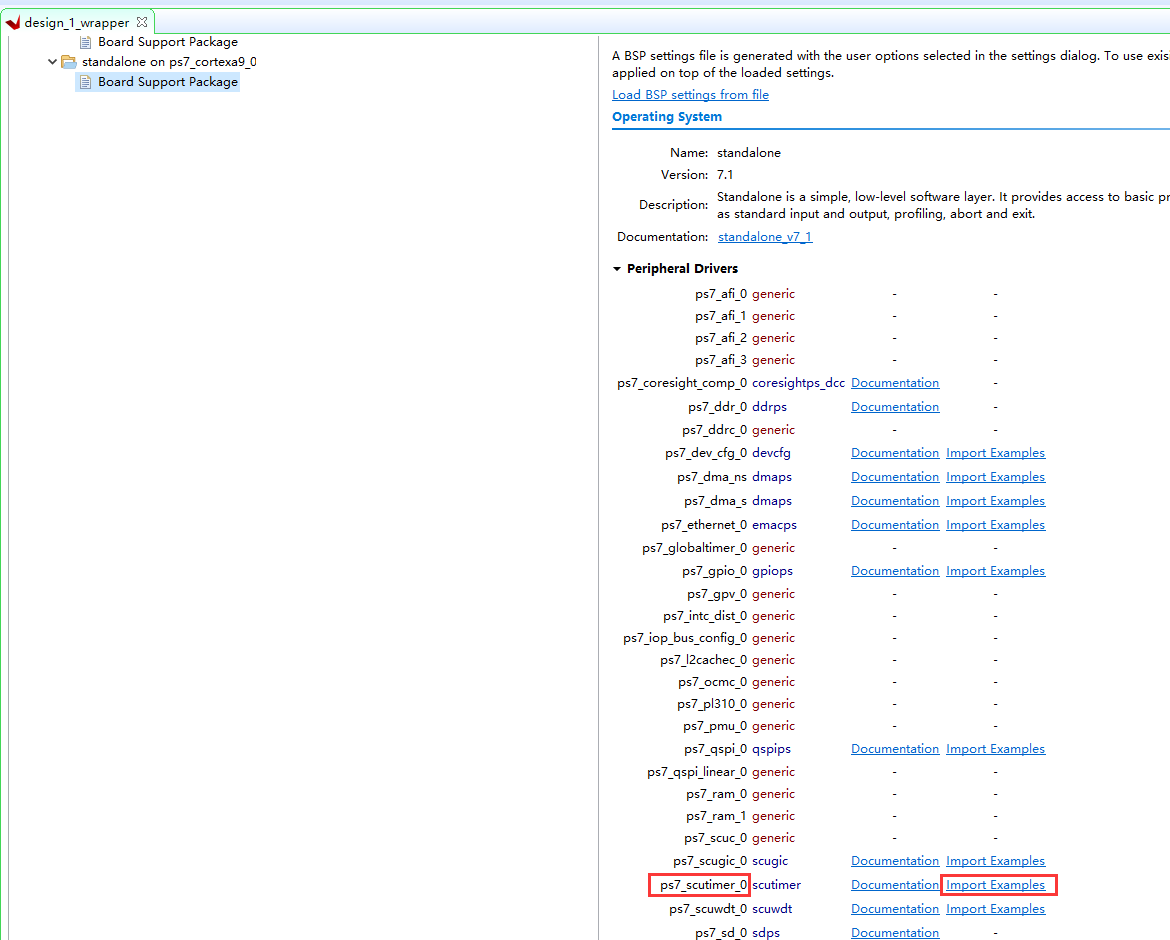 design_1_wrapper
Board Support Package
standalone on ps7_cortexa9_0
Board Support Package
A BSP settings file is generated with the user options selected in the settings dialog. To use exis
applied on top of the loaded settings.
Load BSP settings from file
Operating System
Name: standalone
Version: 7.1
Description: Standalone is a simple, low-level software layer. It provides access to basic pr
as standard input and output, profiling, abort and exit.
Documentation: standalone_v7_1
Peripheral Drivers
ps7_afi_0 generic - -
ps7_afi_1 generic - -
ps7_afi_2 generic - -
ps7_afi_3 generic - -
ps7_coresight_comp_0 coresightps_dcc Documentation -
ps7_ddr_0 ddrps Documentation -
ps7_ddrc_0 generic - -
ps7_dev_cfg_0 devcfg Documentation Import Examples
ps7_dma_ns dmaps Documentation Import Examples
ps7_dma_s dmaps Documentation Import Examples
ps7_ethernet_0 emacps Documentation Import Examples
ps7_globaltimer_0 generic - -
ps7_gpio_0 gpiops Documentation Import Examples
ps7_gpv_0 generic - -
ps7_intc_dist_0 generic - -
ps7_iop_bus_config_0 generic - -
ps7_l2cachec_0 generic - -
ps7_ocmc_0 generic - -
ps7_pl310_0 generic - -
ps7_pmu_0 generic - -
ps7_qspi_0 qspips Documentation Import Examples
ps7_qspi_linear_0 generic - -
ps7_ram_0 generic - -
ps7_ram_1 generic - -
ps7_scuc_0 generic - -
ps7_scugic_0 scugic Documentation Import Examples
ps7_scutimer_0 scutimer Documentation Import Examples
ps7_scuwdt_0 scuwdt Documentation Import Examples
ps7_sd_0 sdps Documentation -